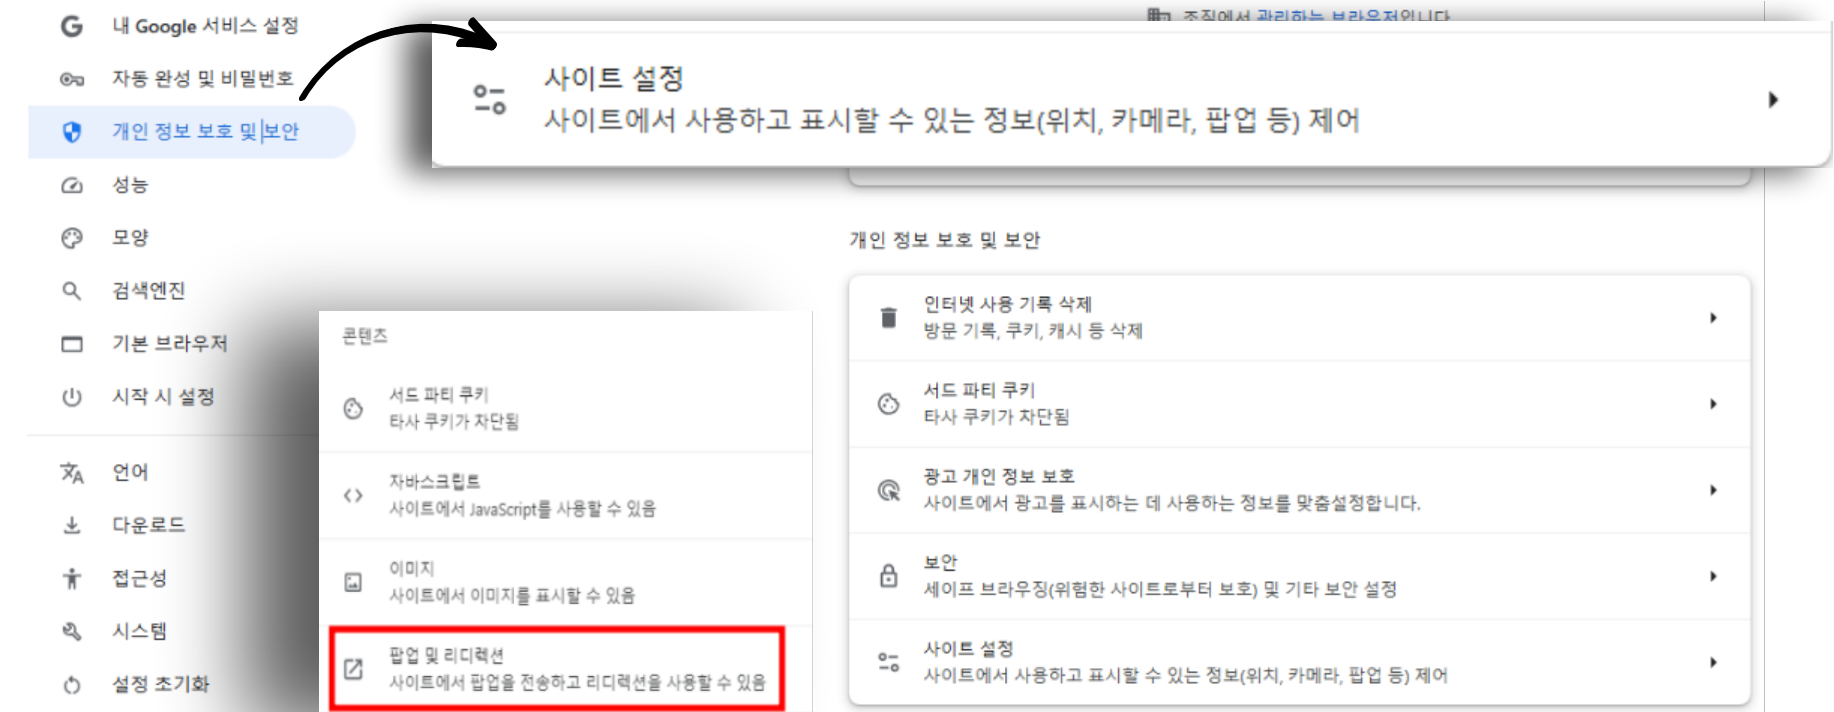 내 Google 서비스 설정
자동 완성 및 비밀번호
개인 정보 보호 및 보안
성능
모양
검색엔진
기본 브라우저
시작 시 설정
언어
다운로드
접근성
시스템
설정 초기화
조직에서 관리하는 브라우저입니다
사이트 설정
사이트에서 사용하고 표시할 수 있는 정보(위치, 카메라, 팝업 등) 제어
콘텐츠
서드 파티 쿠키
타사 쿠키가 차단됨
자바스크립트
사이트에서 JavaScript를 사용할 수 있음
이미지
사이트에서 이미지를 표시할 수 있음
팝업 및 리디렉션
사이트에서 팝업을 전송하고 리디렉션을 사용할 수 있음
개인 정보 보호 및 보안
인터넷 사용 기록 삭제
방문 기록, 쿠키, 캐시 등 삭제
서드 파티 쿠키
타사 쿠키가 차단됨
광고 개인 정보 보호
사이트에서 광고를 표시하는 데 사용하는 정보를 맞춤설정합니다.
보안
세이프 브라우징(위험한 사이트로부터 보호) 및 기타 보안 설정
사이트 설정
사이트에서 사용하고 표시할 수 있는 정보(위치, 카메라, 팝업 등) 제어